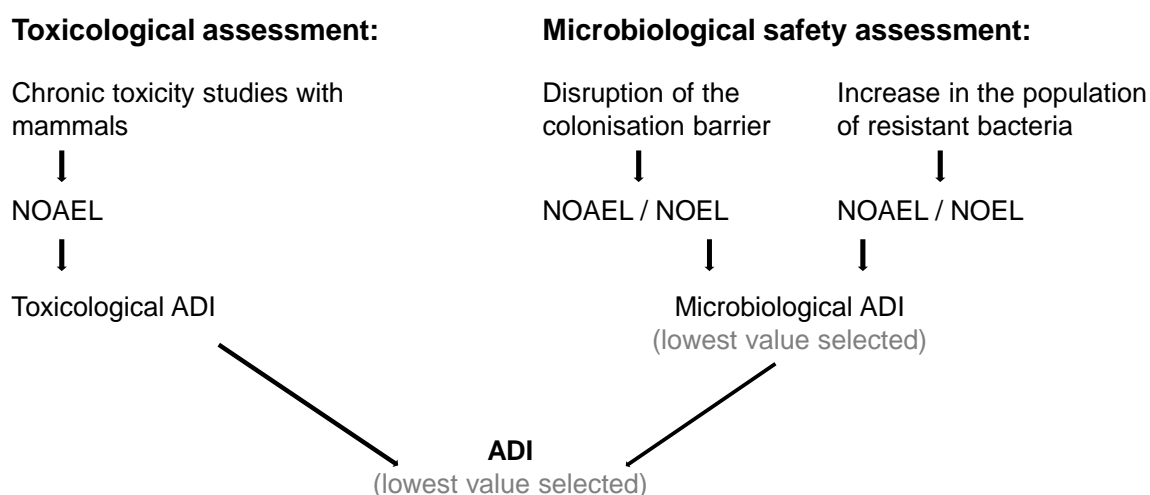 Toxicological assessment:
Chronic toxicity studies with
mammals
NOAEL
Toxicological ADI
Microbiological safety assessment:
Disruption of the
colonisation barrier
NOAEL / NOEL
Increase in the population
of resistant bacteria
NOAEL / NOEL
Microbiological ADI
(lowest value selected)
ADI
(lowest value selected)